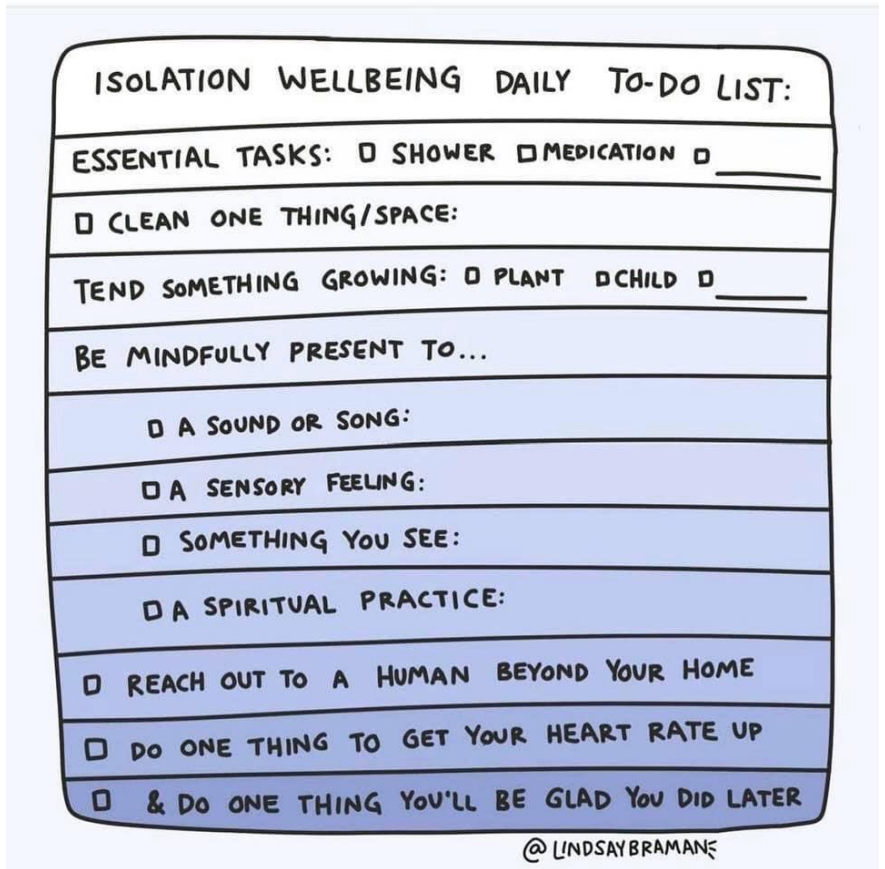 ISOLATION WELLBEING DAILY TO-DO LIST:
ESSENTIAL TASKS: SHOWER MEDICATION
CLEAN ONE THING/SPACE:
TEND SOMETHING GROWING: PLANT CHILD
BE MINDFULLY PRESENT TO...
A SOUND OR SONG:
A SENSORY FEELING:
SOMETHING YOU SEE:
A SPIRITUAL PRACTICE:
REACH OUT TO A HUMAN BEYOND YOUR HOME
DO ONE THING TO GET YOUR HEART RATE UP
& DO ONE THING YOU'LL BE GLAD YOU DID LATER
@LINDSAYBRAMAN